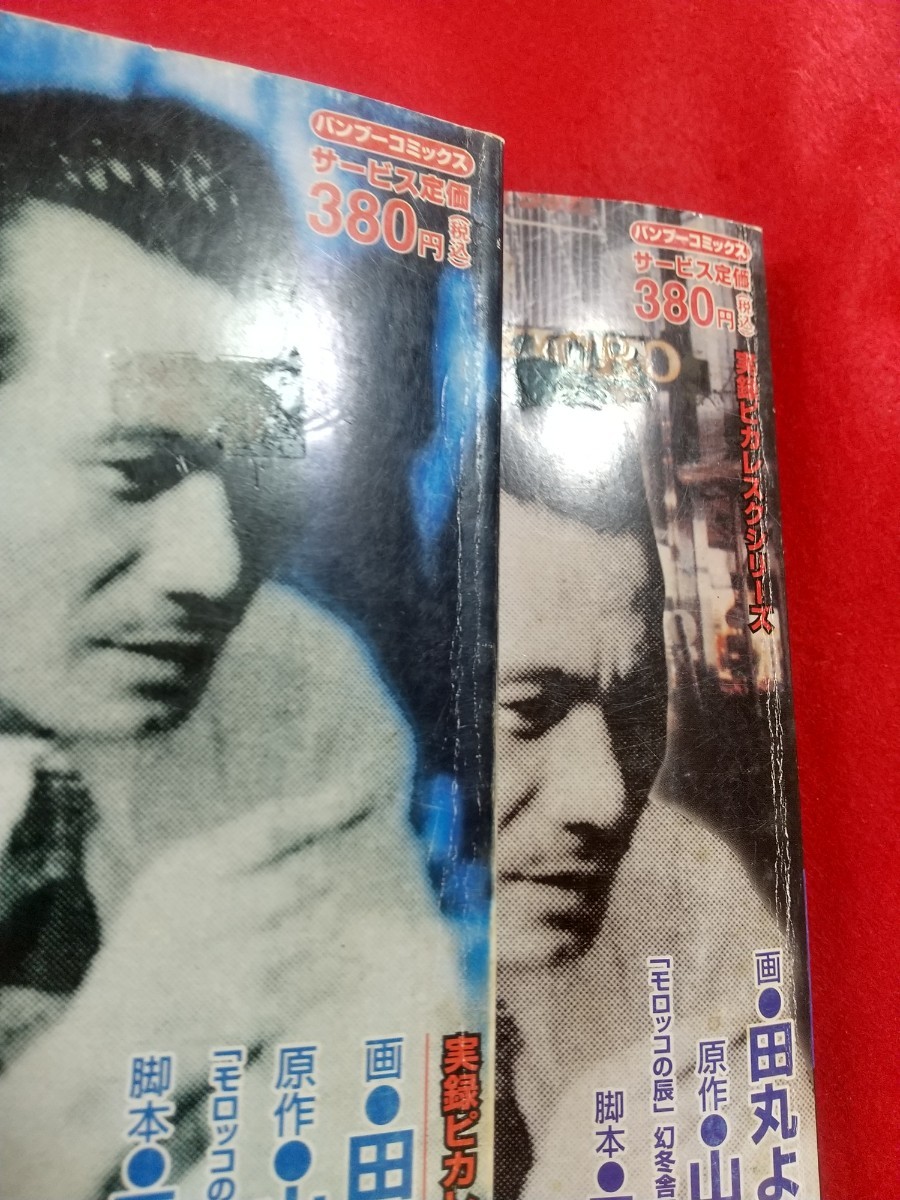 バンブーコミックス
サービス定価
380円(税込)
実録ピカレ
画●田
原作●山
「モロッコの
脚本●
バンブーコミックス
サービス定価
380円(税込)
実録ピカレスクシリーズ
画●田丸よ
原作●山
「モロッコの辰」幻冬舎
脚本●